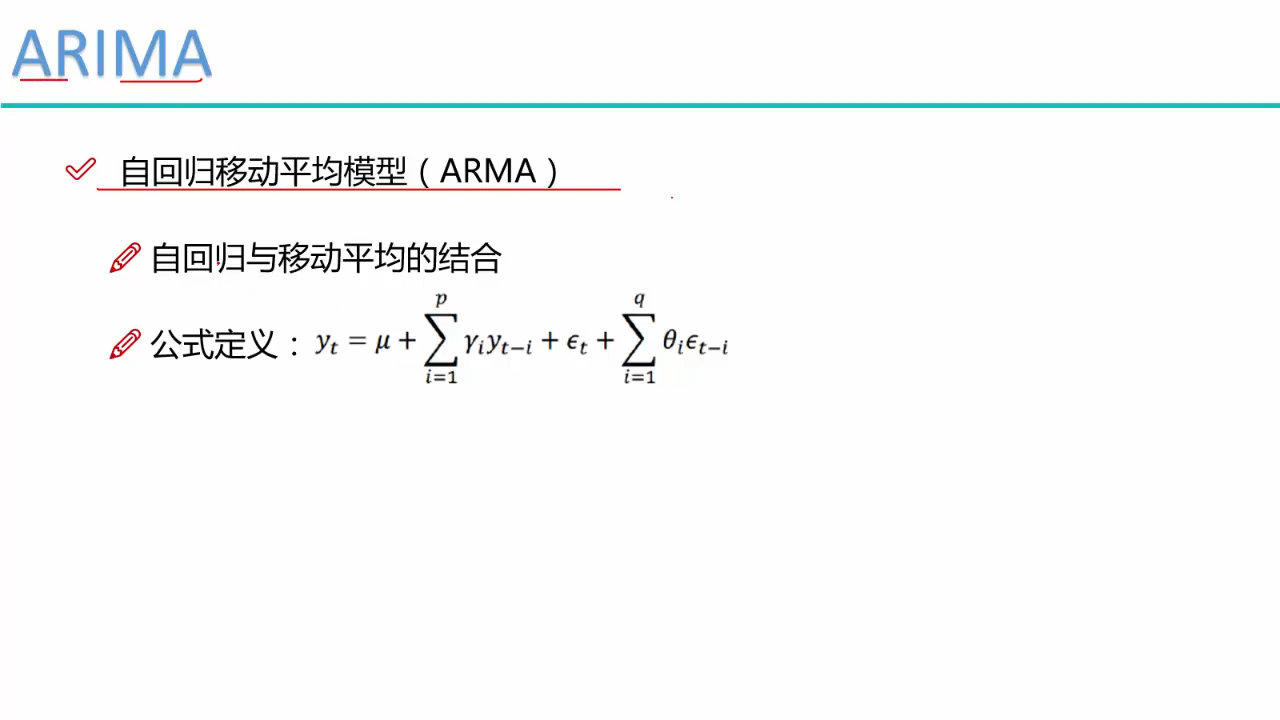 ARIMA
自回归移动平均模型（ARMA）
自回归与移动平均的结合
公式定义：$y_t = \mu + \sum_{i=1}^{p} \gamma_i y_{t-i} + \epsilon_t + \sum_{i=1}^{q} \theta_i \epsilon_{t-i}$